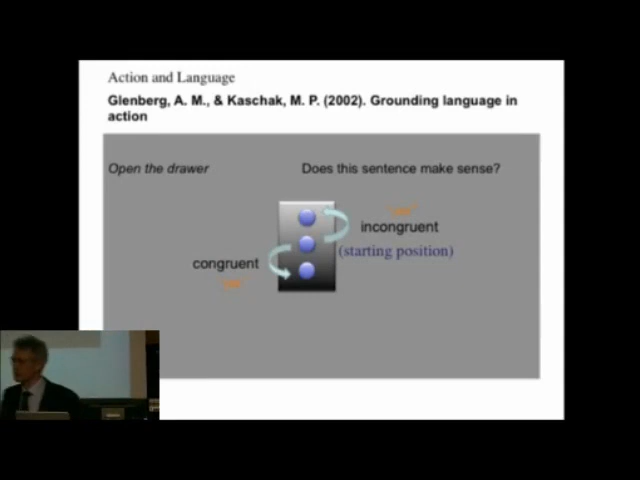 Action and Language
Glenberg, A. M., & Kaschak, M. P. (2002). Grounding language in
action
Open the drawer
Does this sentence make sense?
incongruent
(starting position)
congruent